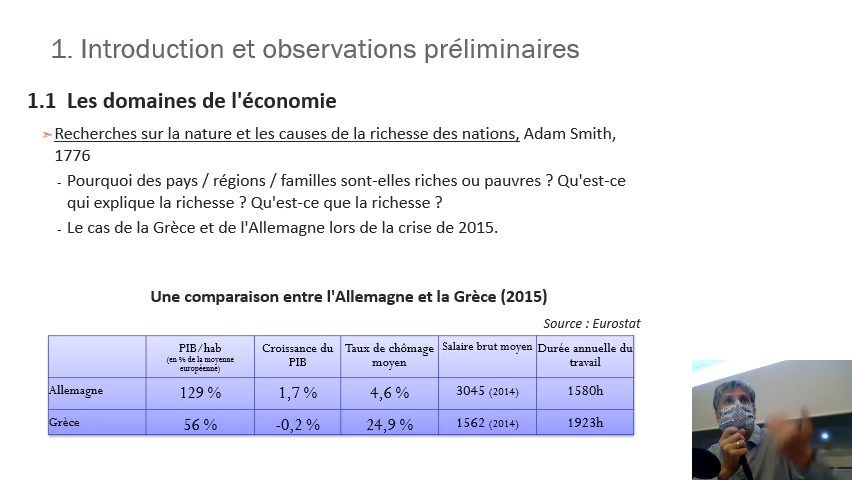 1. Introduction et observations préliminaires
1.1 Les domaines de l'économie
➣ Recherches sur la nature et les causes de la richesse des nations, Adam Smith,
1776
- Pourquoi des pays / régions / familles sont-elles riches ou pauvres ? Qu'est-ce
qui explique la richesse ? Qu'est-ce que la richesse ?
- Le cas de la Grèce et de l'Allemagne lors de la crise de 2015.
Une comparaison entre l'Allemagne et la Grèce (2015)
Source : Eurostat
PIB/hab Croissance du Taux de chômage Salaire brut moyen Durée annuelle du
(en % de la moyenne PIB moyen travail
européenne)
Allemagne 129 % 1,7 % 4,6 % 3045 (2014) 1580h
Grèce 56 % -0,2 % 24,9 % 1562 (2014) 1923h